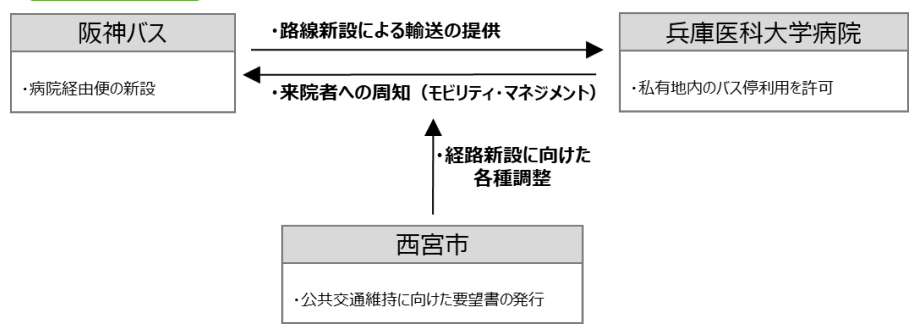 阪神バス
・病院経由便の新設
・路線新設による輸送の提供
・来院者への周知（モビリティ・マネジメント）
兵庫医科大学病院
・私有地内のバス停利用を許可
・経路新設に向けた
各種調整
西宮市
・公共交通維持に向けた要望書の発行